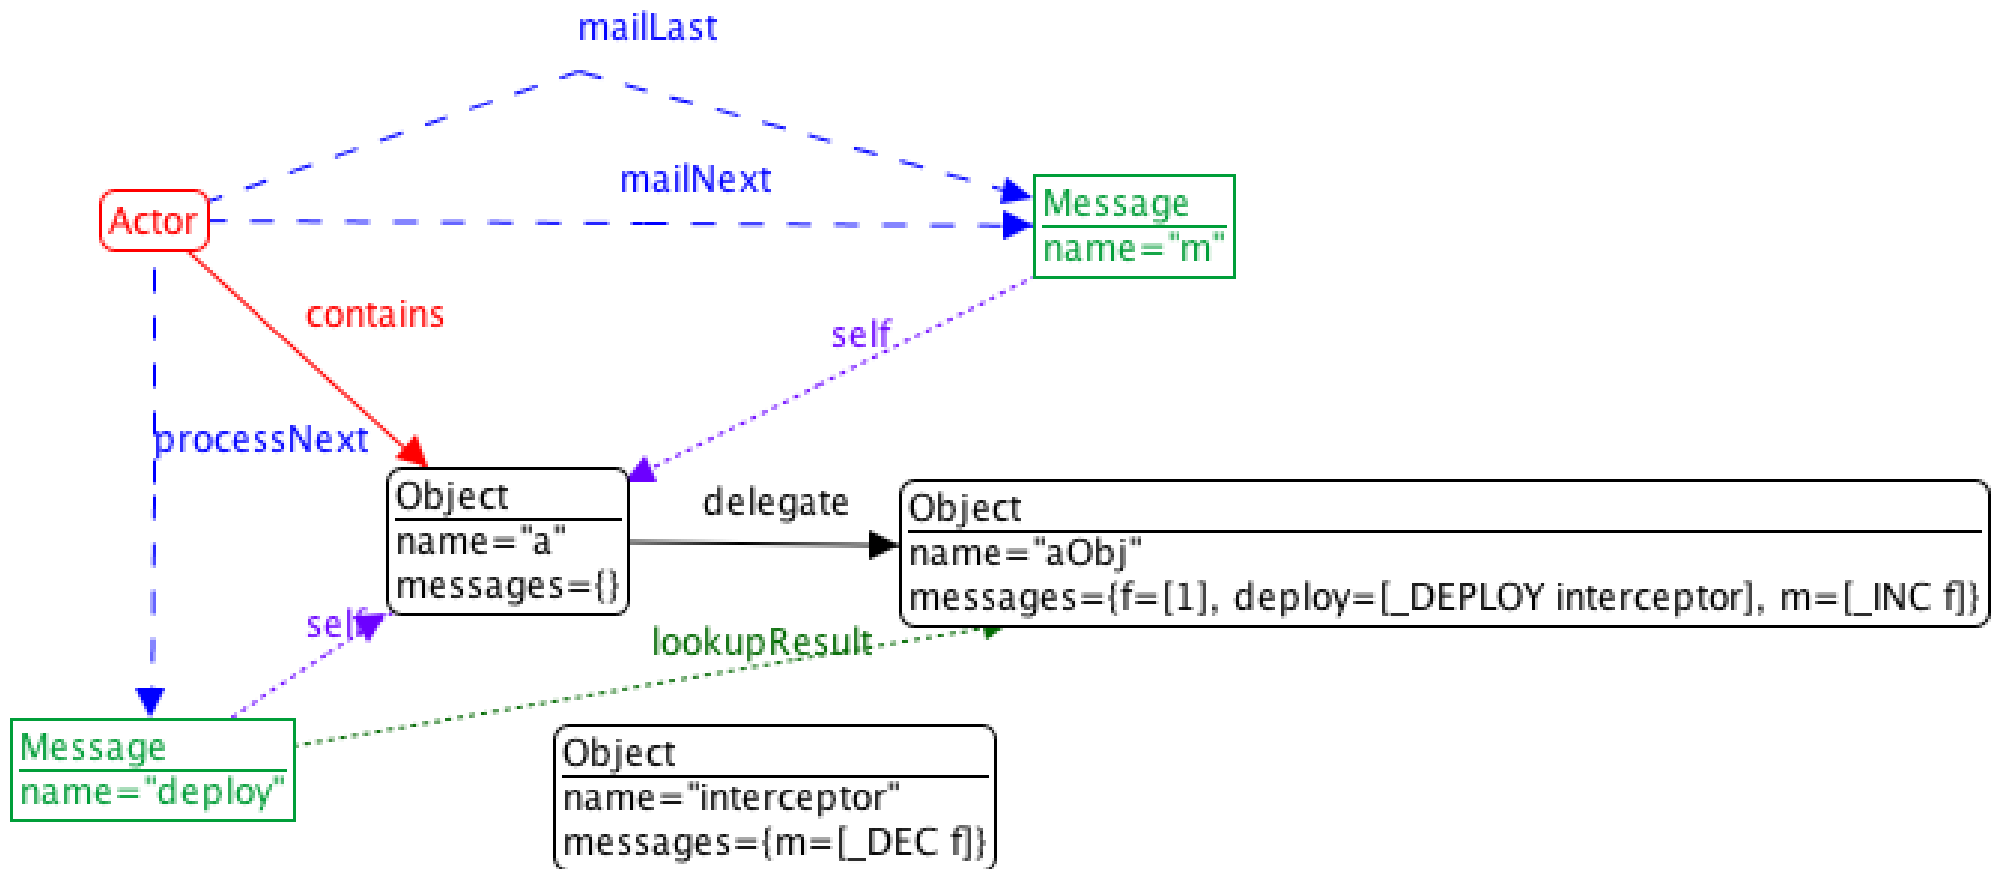 mailLast
mailNext
Actor
Message
name="m"
contains
self
processNext
Object
name="a"
messages={}
delegate
Object
name="aObj"
messages={f=[1], deploy=[_DEPLOY interceptor], m=[_INC f]}
self
lookupResult
Message
name="deploy"
Object
name="interceptor"
messages={m=[_DEC f]}